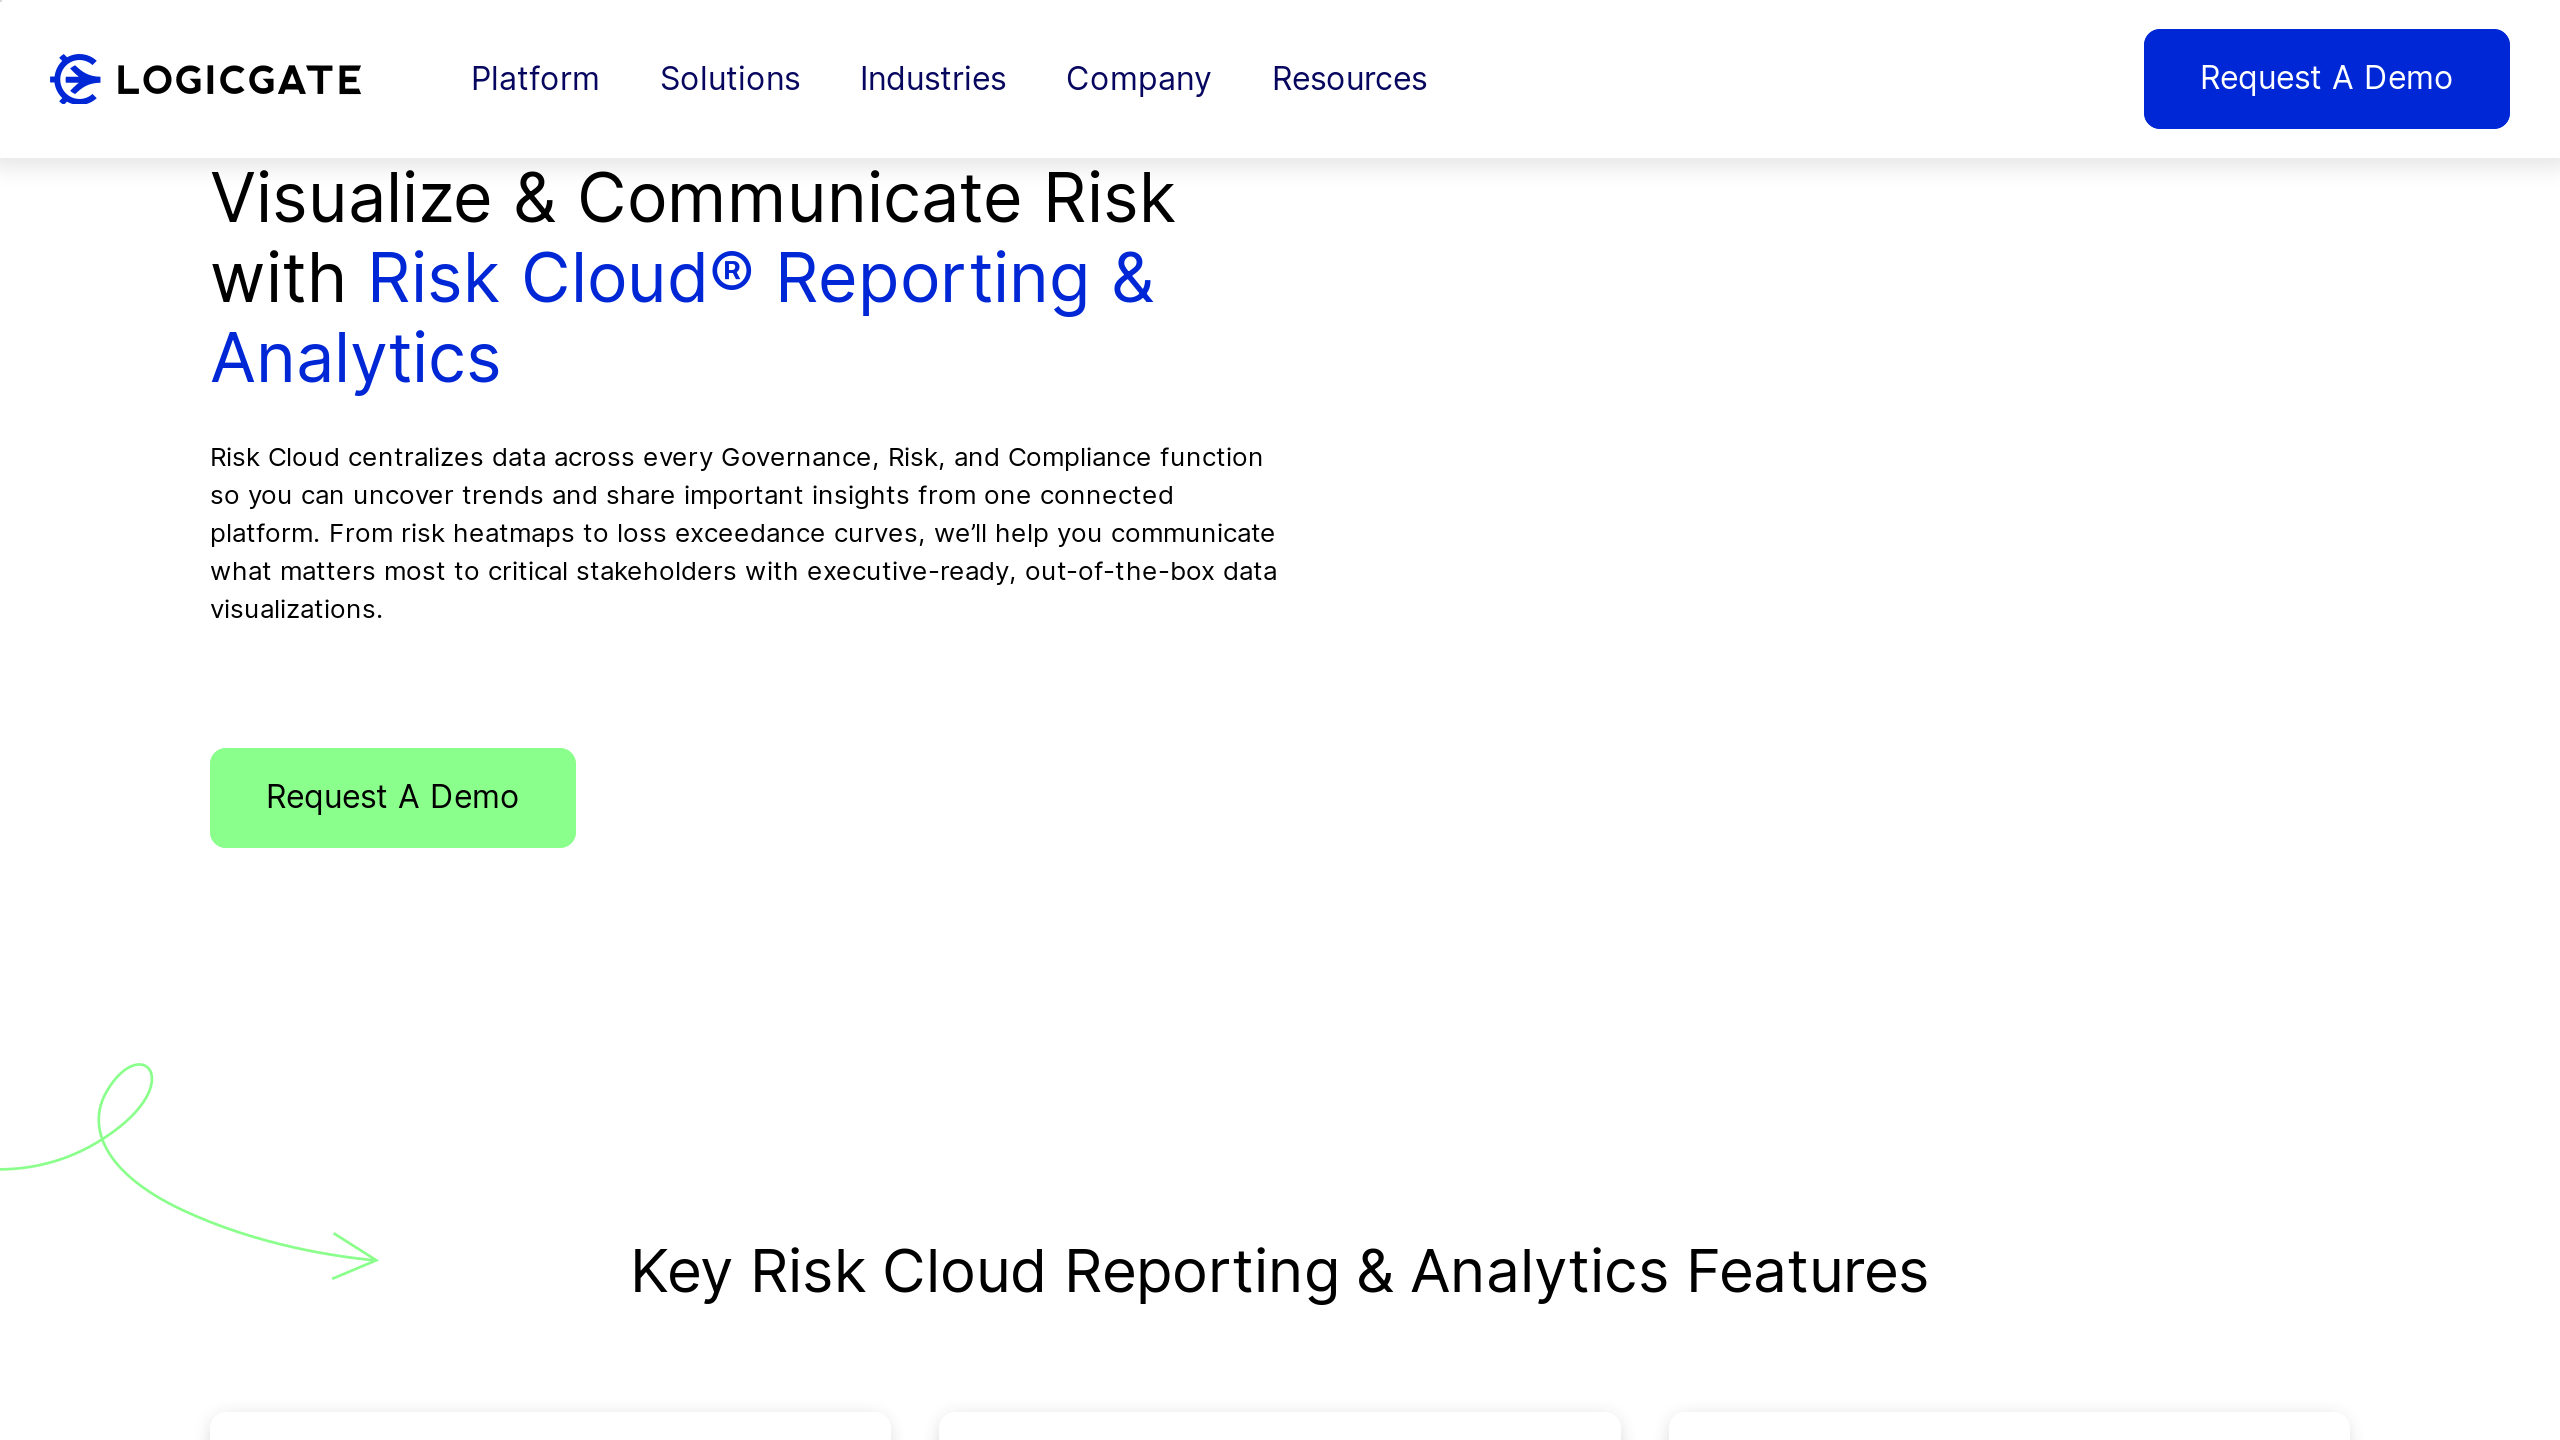 LOGICGATE
Platform
Solutions
Industries
Company
Resources
Request A Demo
Visualize & Communicate Risk
with Risk Cloud® Reporting &
Analytics
Risk Cloud centralizes data across every Governance, Risk, and Compliance function
so you can uncover trends and share important insights from one connected
platform. From risk heatmaps to loss exceedance curves, we’ll help you communicate
what matters most to critical stakeholders with executive-ready, out-of-the-box data
visualizations.
Request A Demo
Key Risk Cloud Reporting & Analytics Features